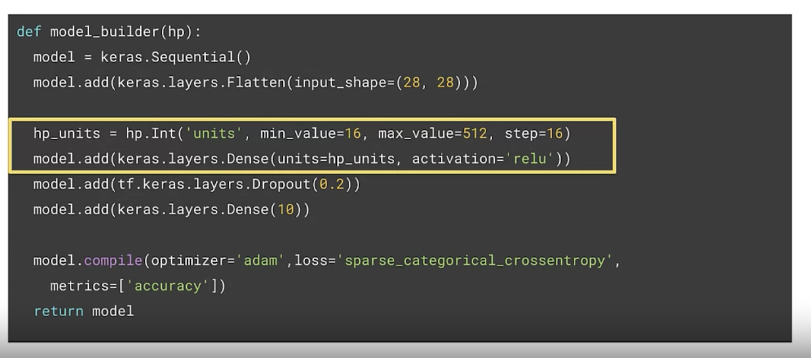 def model_builder(hp):
  model = keras.Sequential()
  model.add(keras.layers.Flatten(input_shape=(28, 28)))
  hp_units = hp.Int('units', min_value=16, max_value=512, step=16)
  model.add(keras.layers.Dense(units=hp_units, activation='relu'))
  model.add(tf.keras.layers.Dropout(0.2))
  model.add(keras.layers.Dense(10))
  model.compile(optimizer='adam',loss='sparse_categorical_crossentropy',
    metrics=['accuracy'])
  return model